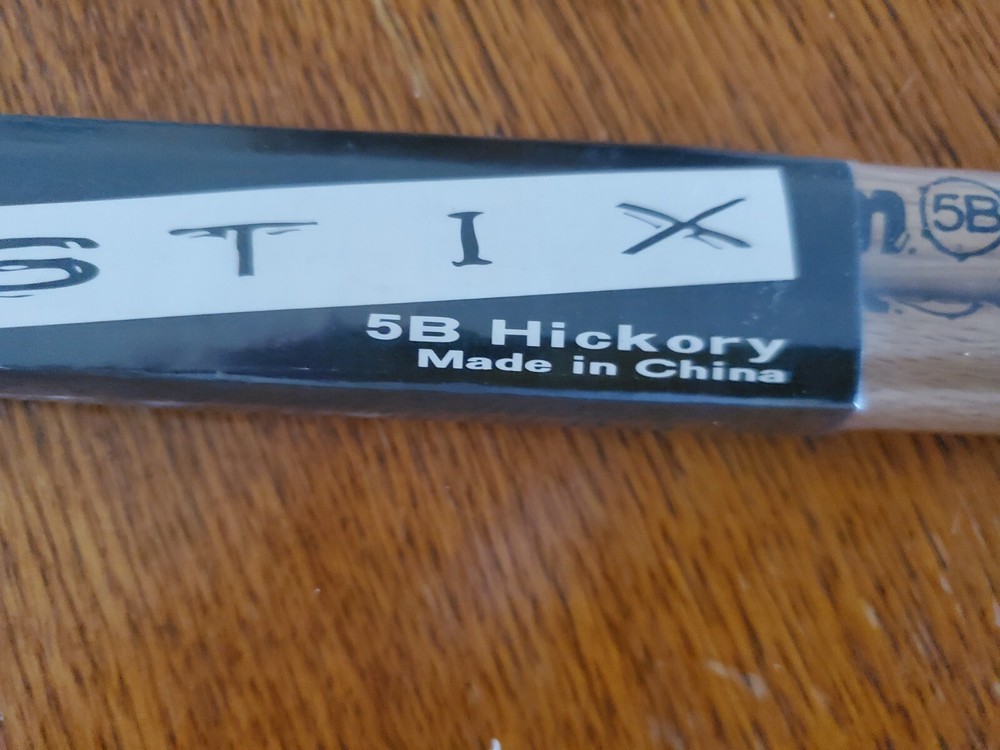 STIX
5B Hickory
Made in China
n. 5B